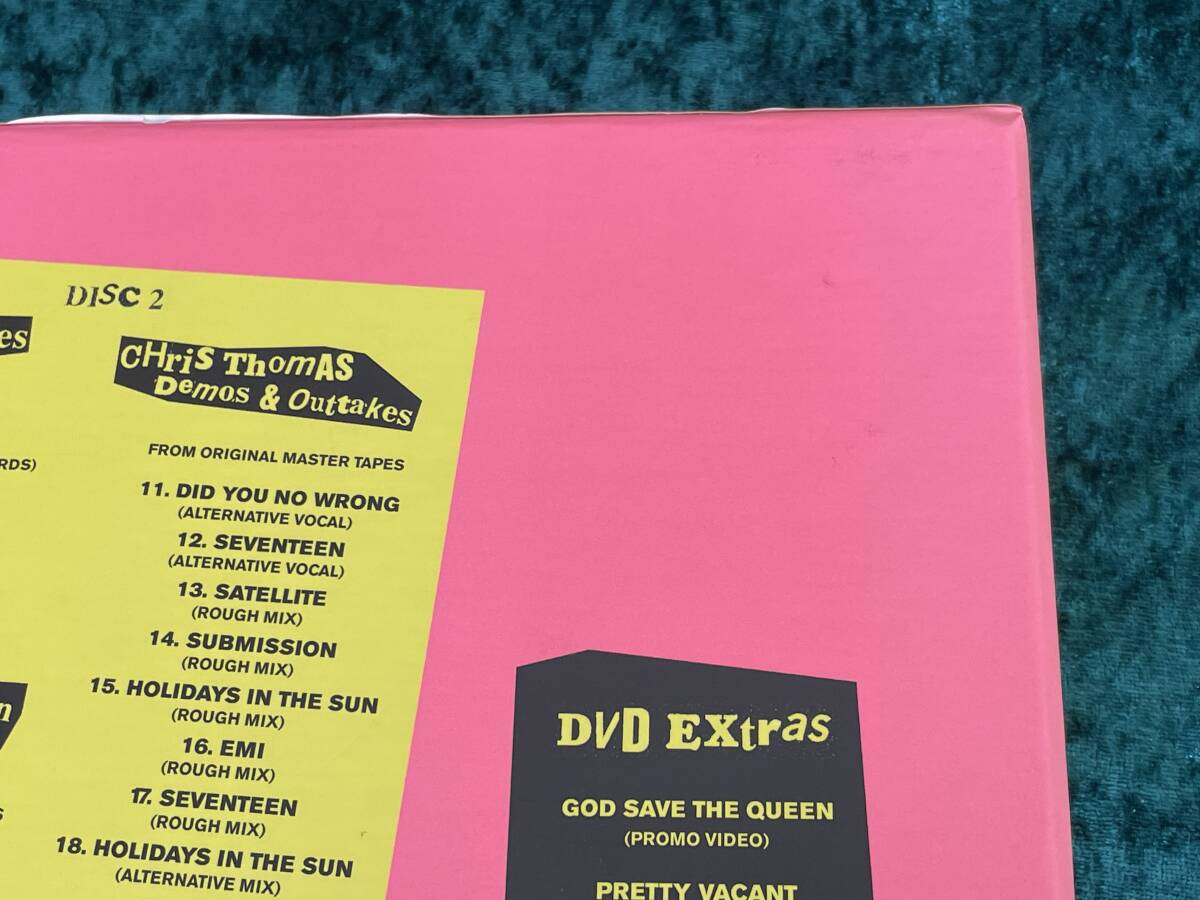 DISC 2
es
CHriS ThomAS
Demos & Outtakes
RDS)
FROM ORIGINAL MASTER TAPES
11. DID YOU NO WRONG
(ALTERNATIVE VOCAL)
12. SEVENTEEN
(ALTERNATIVE VOCAL)
13. SATELLITE
(ROUGH MIX)
14. SUBMISSION
(ROUGH MIX)
15. HOLIDAYS IN THE SUN
(ROUGH MIX)
n
16. EMI
(ROUGH MIX)
17. SEVENTEEN
(ROUGH MIX)
S
18. HOLIDAYS IN THE SUN
(ALTERNATIVE MIX)
DVD EXtras
GOD SAVE THE QUEEN
(PROMO VIDEO)
PRETTY VACANT